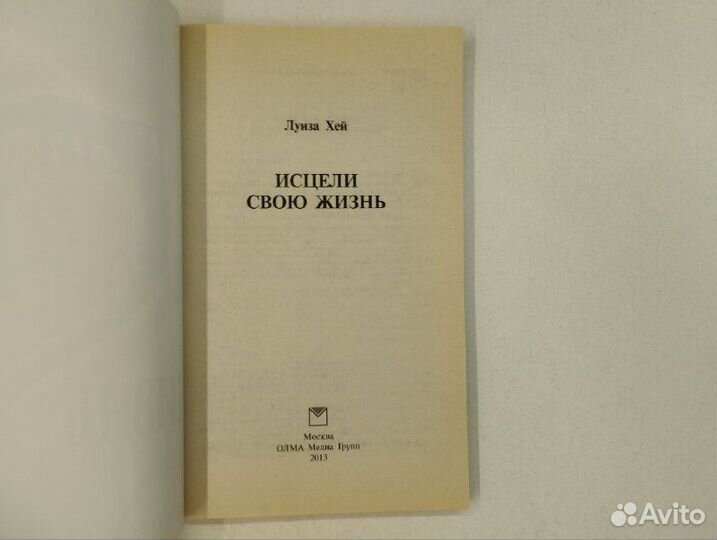 Луиза Хей
ИСЦЕЛИ
СВОЮ ЖИЗНЬ
Москва
ОЛМА Медиа Групп
2013
Avito